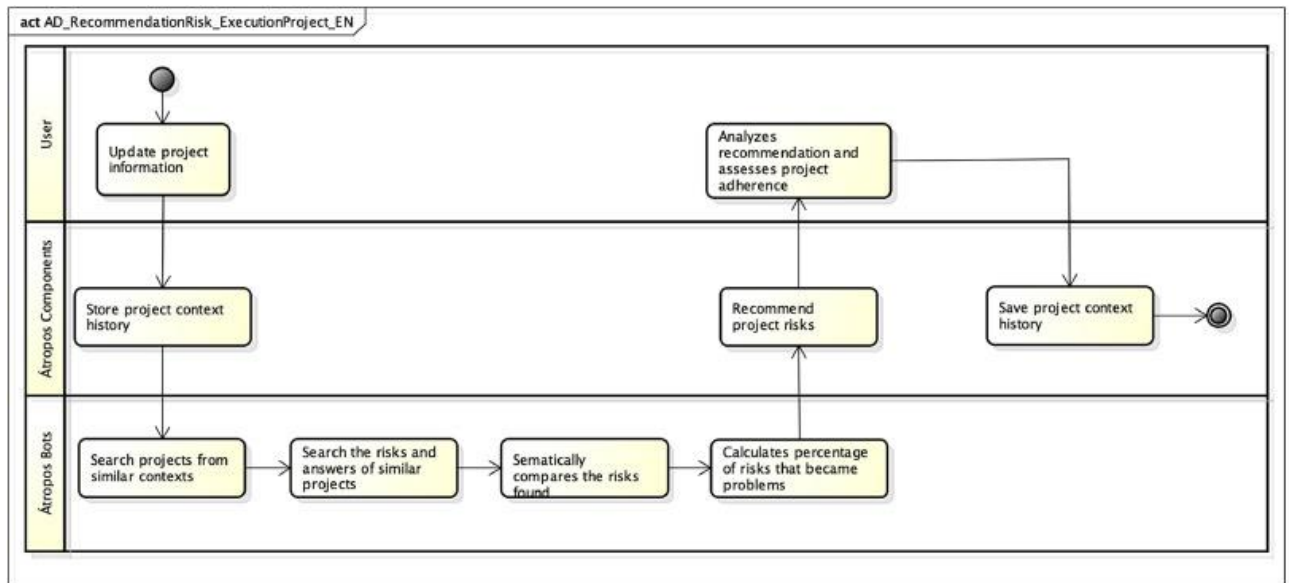 act AD_RecommendationRisk_ExecutionProject_EN
User
Update project
information
Analyzes
recommendation and
assesses project
adherence
Átropos Components
Store project context
history
Recommend
project risks
Save project context
history
Átropos Bots
Search projects from
similar contexts
Search the risks and
answers of similar
projects
Sematically
compares the risks
found
Calculates percentage
of risks that became
problems